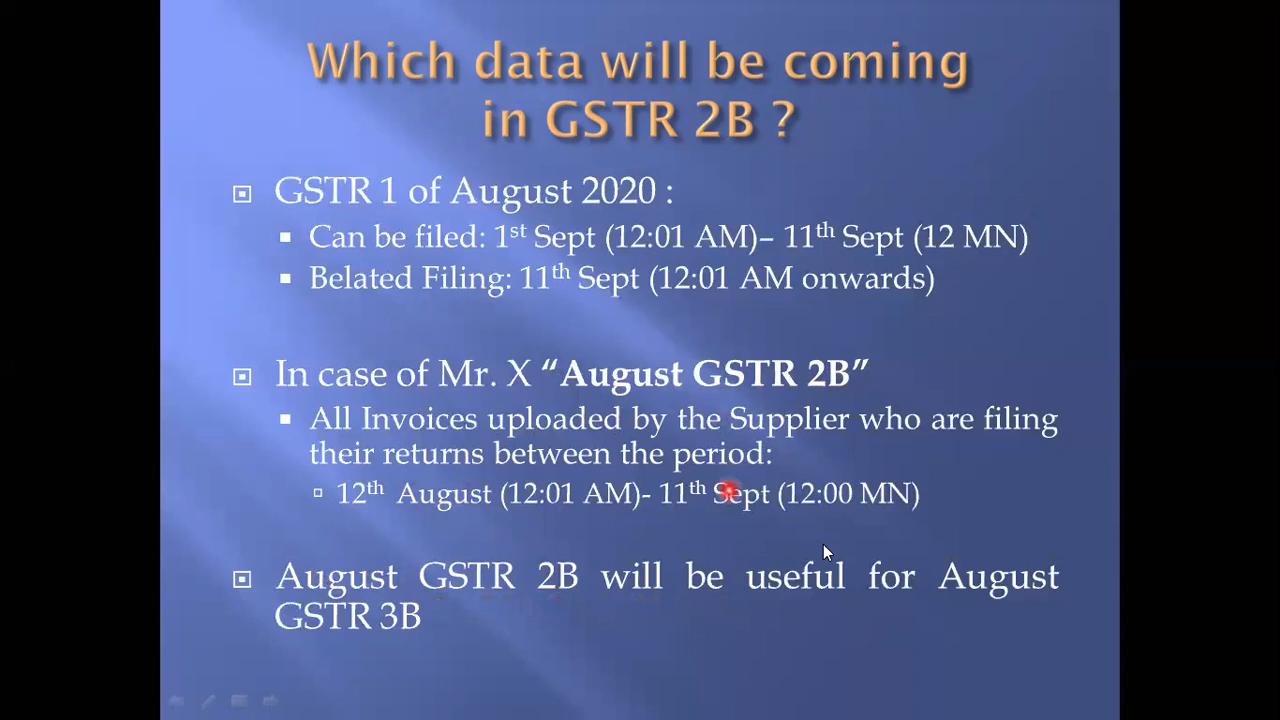 Which data will be coming
in GSTR 2B ?
GSTR 1 of August 2020 :
Can be filed: 1st Sept (12:01 AM)– 11th Sept (12 MN)
Belated Filing: 11th Sept (12:01 AM onwards)
In case of Mr. X “August GSTR 2B”
All Invoices uploaded by the Supplier who are filing
their returns between the period:
12th August (12:01 AM)- 11th Sept (12:00 MN)
August GSTR 2B will be useful for August
GSTR 3B